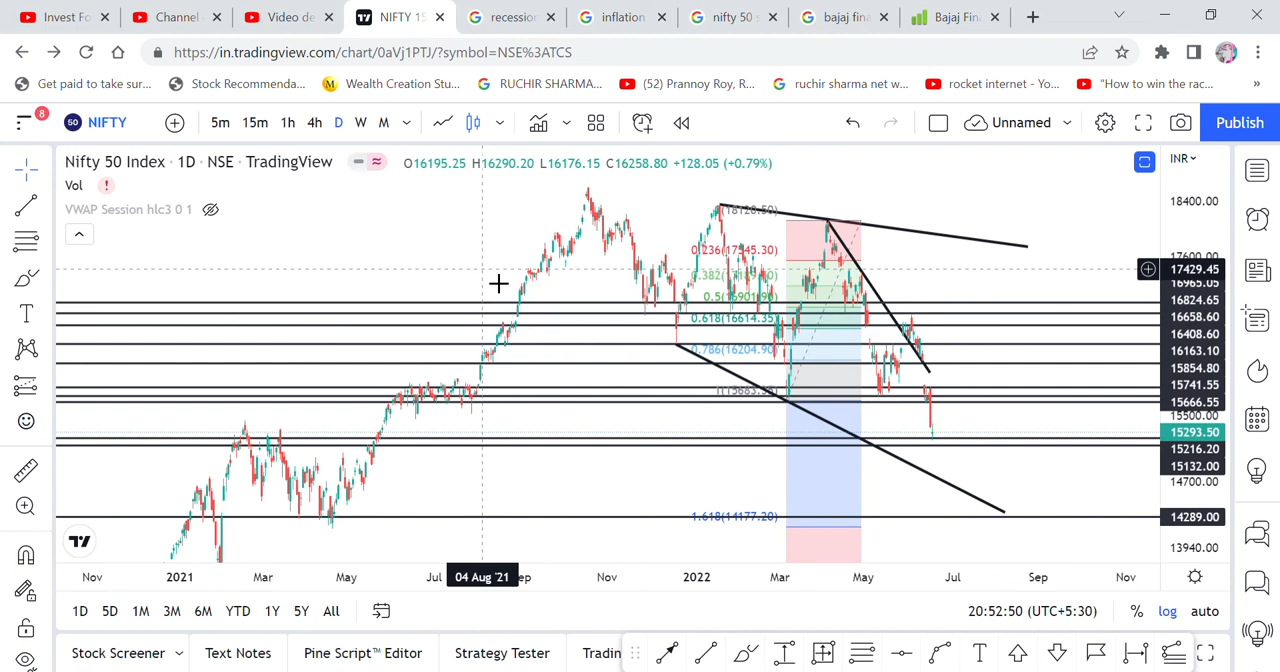 Invest Fo
Channel
Video de
NIFTY 15
recession
inflation
nifty 50 s
bajaj fina
Bajaj Fin
https://in.tradingview.com/chart/0aVj1PTJ/?symbol=NSE%3ATCS
Get paid to take sur...
Stock Recommenda...
M Wealth Creation Stu...
RUCHIR SHARMA...
(52) Prannoy Roy, R...
ruchir sharma net w...
rocket internet - Yo...
"How to win the rac...
»
8
50 NIFTY
5m 15m 1h 4h D W M
Unnamed
Publish
Nifty 50 Index · 1D · NSE · TradingView
O16195.25 H16290.20 L16176.15 C16258.80 +128.05 (+0.79%)
INR
Vol
VWAP Session hlc3 0 1
18400.00
17600.00
17429.45
16965.05
16824.65
16658.60
16408.60
16163.10
15854.80
15741.55
15666.55
15500.00
15293.50
15216.20
15132.00
14700.00
14289.00
13940.00
0.236(17545.30)
0.5(16901.90)
0.618(16614.35)
0.786(16204.90)
1.618(14177.20)
Nov 2021 Mar May Jul 04 Aug '21 ep Nov 2022 Mar May Jul Sep Nov
1D 5D 1M 3M 6M YTD 1Y 5Y All
20:52:50 (UTC+5:30)
% log auto
Stock Screener
Text Notes
Pine Script™ Editor
Strategy Tester
Tradin